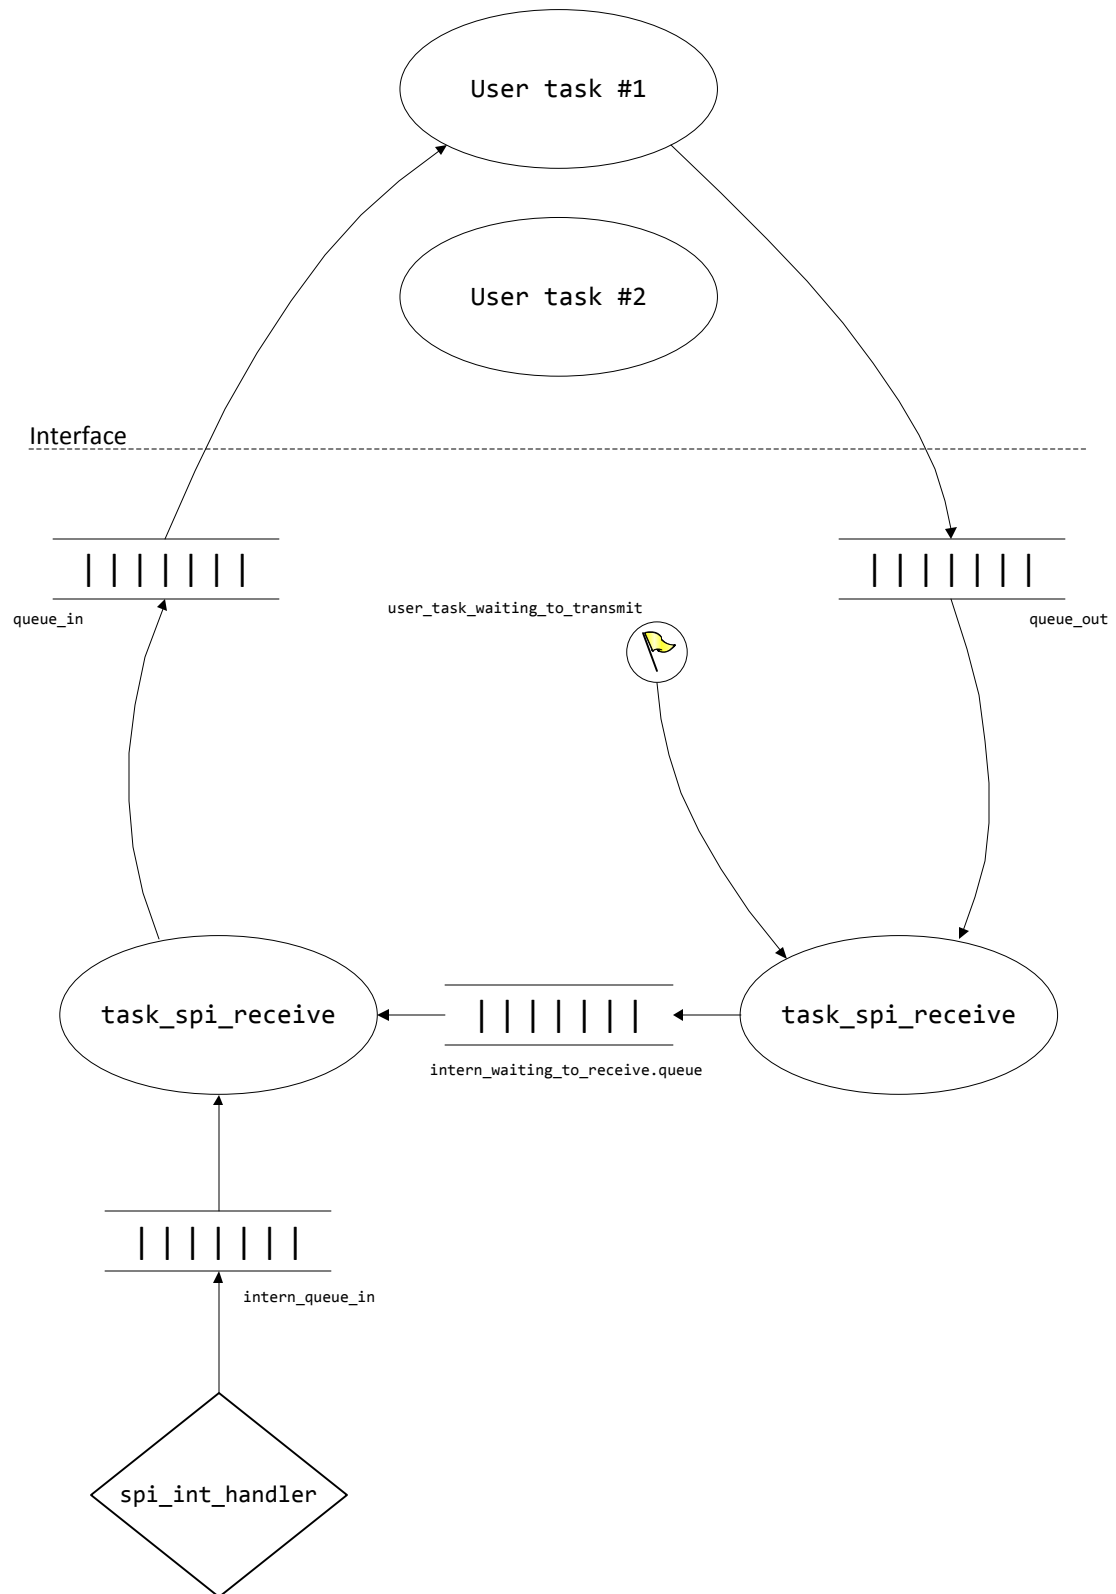 User task #1
User task #2
Interface
queue_in
user_task_waiting_to_transmit
queue_out
task_spi_receive
task_spi_receive
intern_waiting_to_receive.queue
intern_queue_in
spi_int_handler